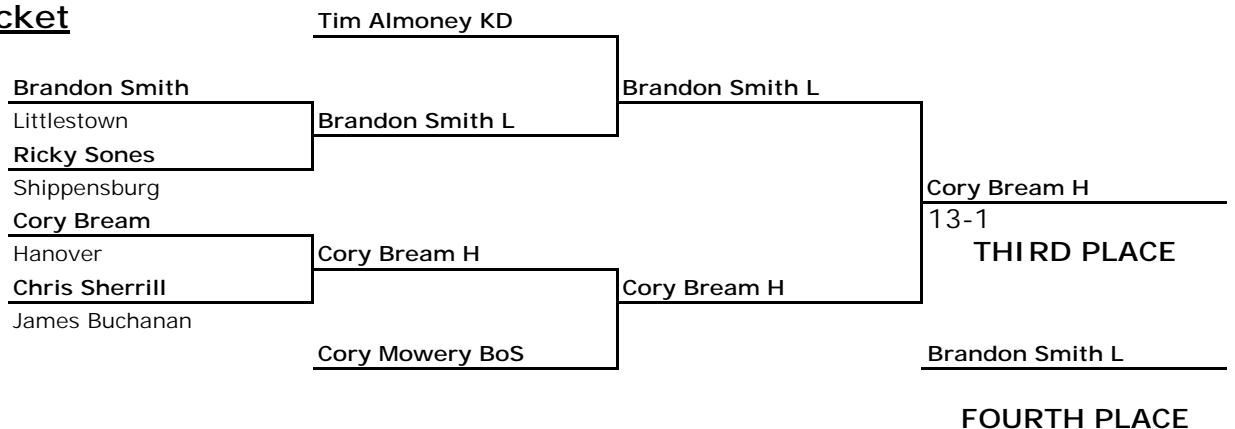 cket
Tim Almoney KD
Brandon Smith
Brandon Smith L
Littlestown
Brandon Smith L
Ricky Sones
Shippensburg
Cory Bream H
Cory Bream
13-1
Hanover
Cory Bream H
THIRD PLACE
Chris Sherrill
Cory Bream H
James Buchanan
Cory Mowery BoS
Brandon Smith L
FOURTH PLACE